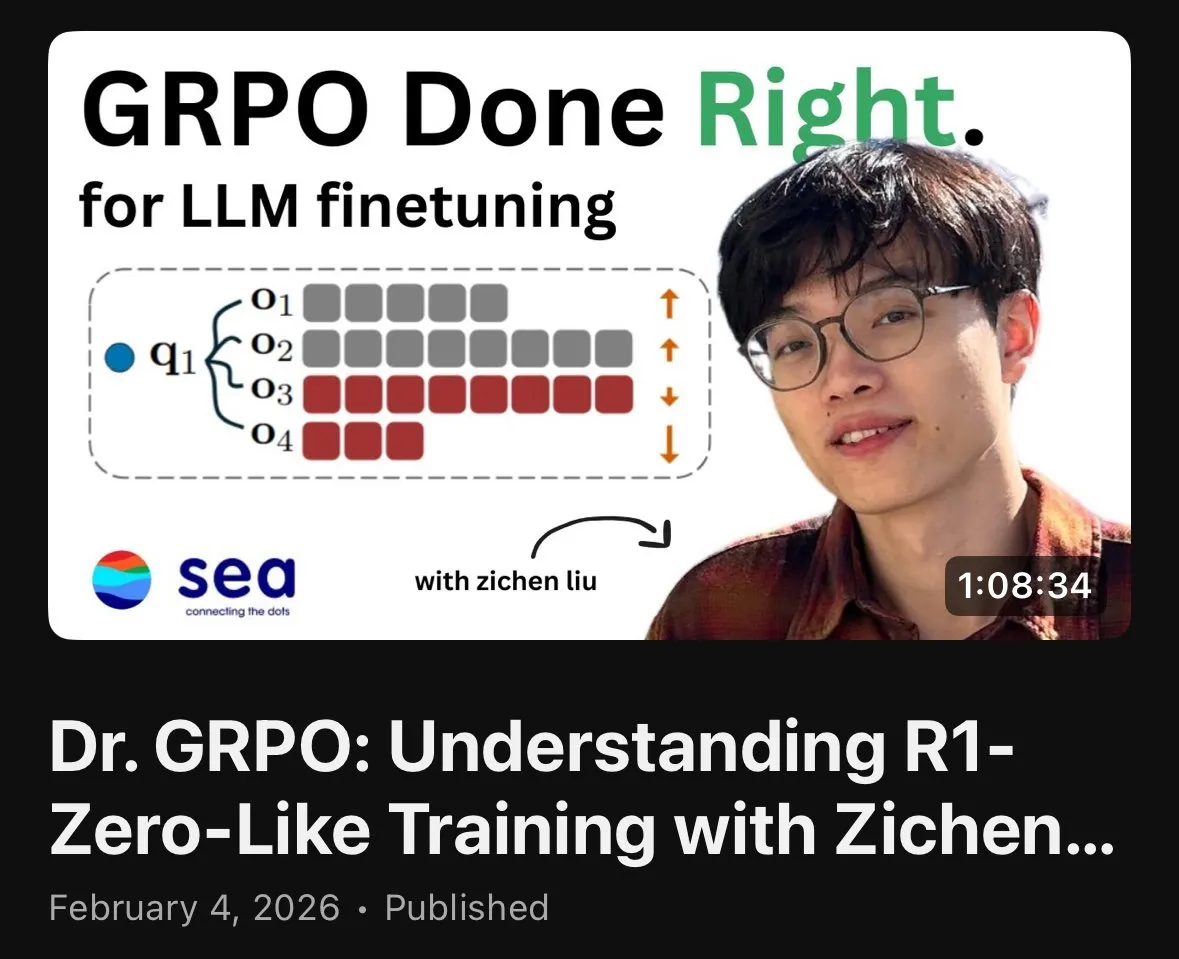 GRPO Done Right.
for LLM finetuning
q1
o1
o2
o3
o4
sea
connecting the dots
with zichen liu
1:08:34
Dr. GRPO: Understanding R1-
Zero-Like Training with Zichen...
February 4, 2026 • Published